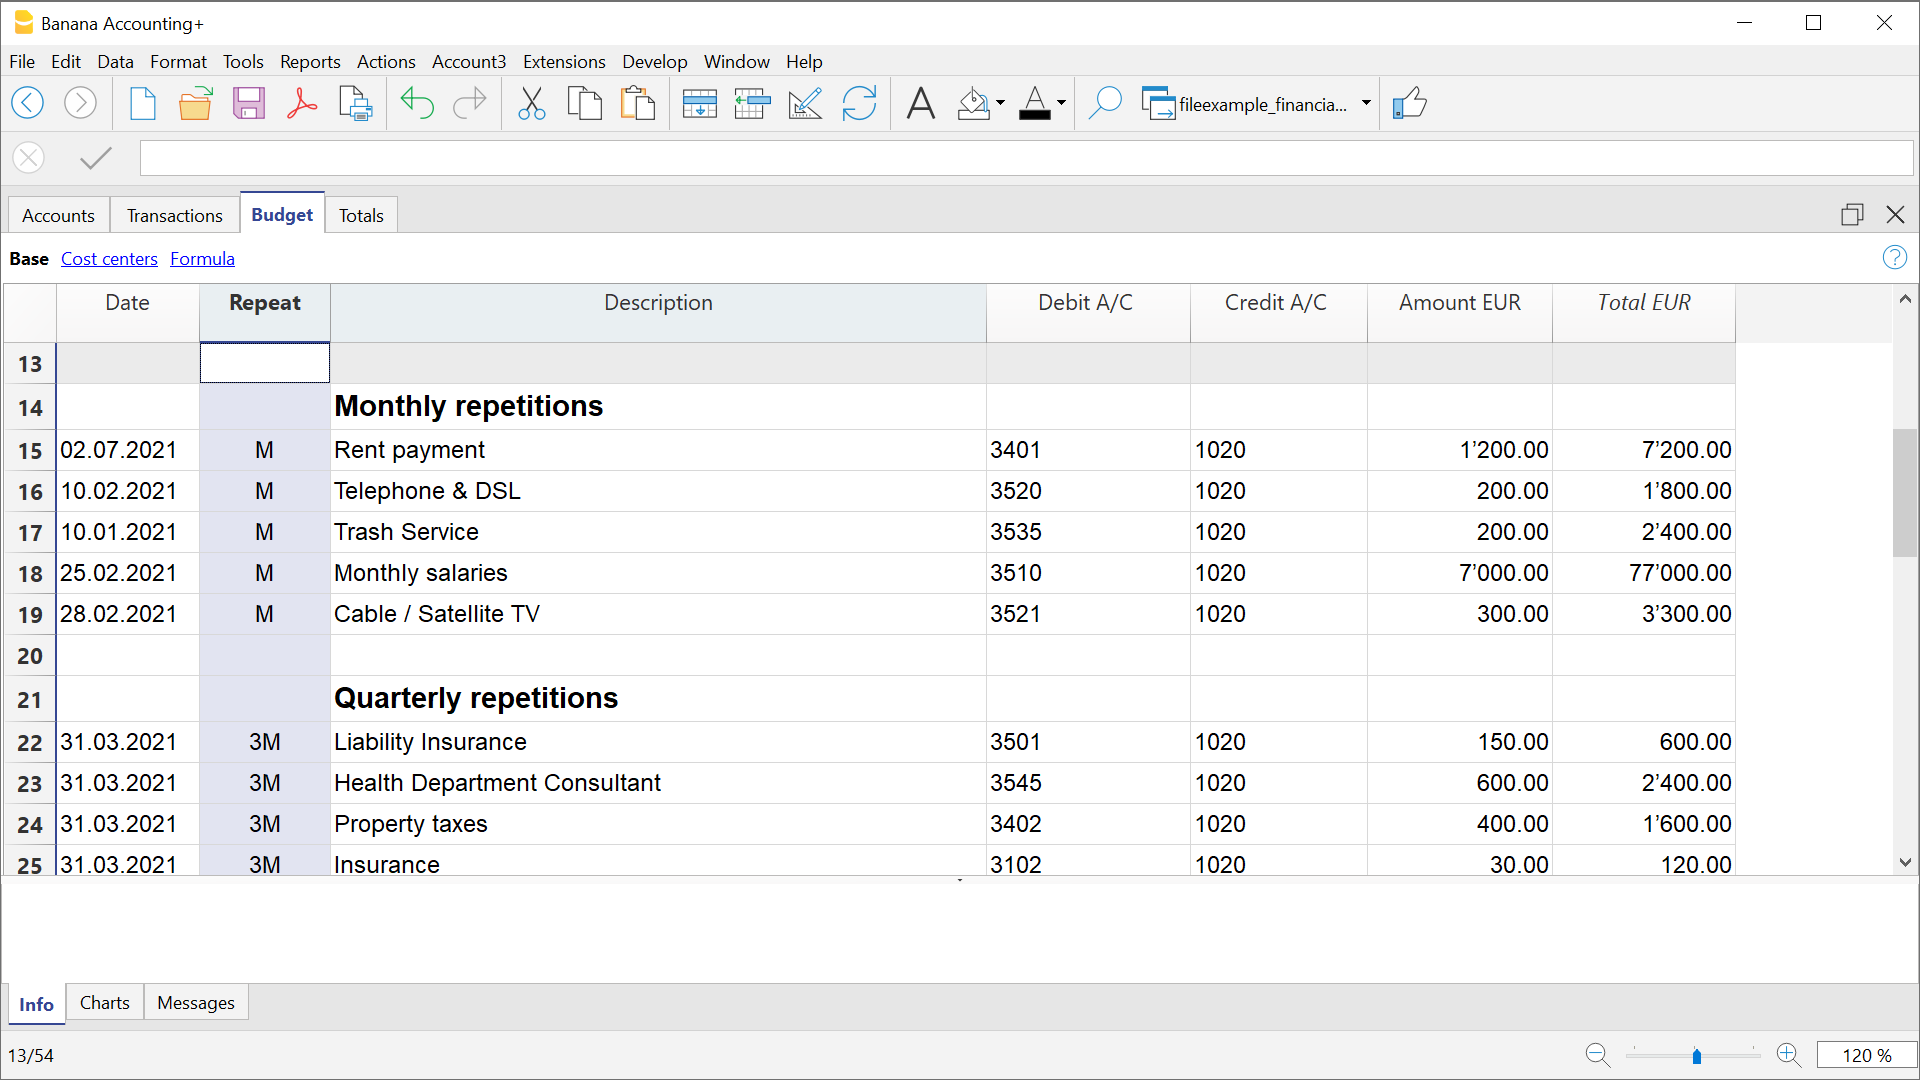 Banana Accounting+
File Edit Data Format Tools Reports Actions Account3 Extensions Develop Window Help
fileexample_financia...
Accounts Transactions Budget Totals
Base Cost centers Formula
Date Repeat Description Debit A/C Credit A/C Amount EUR Total EUR
13
14 Monthly repetitions
15 02.07.2021 M Rent payment 3401 1020 1’200.00 7’200.00
16 10.02.2021 M Telephone & DSL 3520 1020 200.00 1’800.00
17 10.01.2021 M Trash Service 3535 1020 200.00 2’400.00
18 25.02.2021 M Monthly salaries 3510 1020 7’000.00 77’000.00
19 28.02.2021 M Cable / Satellite TV 3521 1020 300.00 3’300.00
20
21 Quarterly repetitions
22 31.03.2021 3M Liability Insurance 3501 1020 150.00 600.00
23 31.03.2021 3M Health Department Consultant 3545 1020 600.00 2’400.00
24 31.03.2021 3M Property taxes 3402 1020 400.00 1’600.00
25 31.03.2021 3M Insurance 3102 1020 30.00 120.00
Info Charts Messages
13/54 120 %